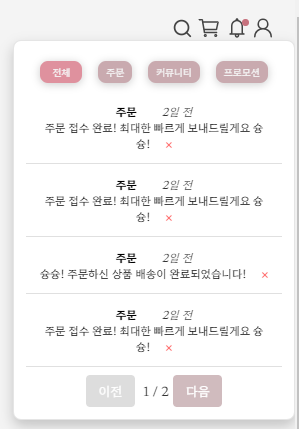 전체 주문 커뮤니티 프로모션
주문 2일 전
주문 접수 완료! 최대한 빠르게 보내드릴게요 슝
슝! ×
주문 2일 전
주문 접수 완료! 최대한 빠르게 보내드릴게요 슝
슝! ×
주문 2일 전
슝슝! 주문하신 상품 배송이 완료되었습니다! ×
주문 2일 전
주문 접수 완료! 최대한 빠르게 보내드릴게요 슝
슝! ×
이전 1 / 2 다음